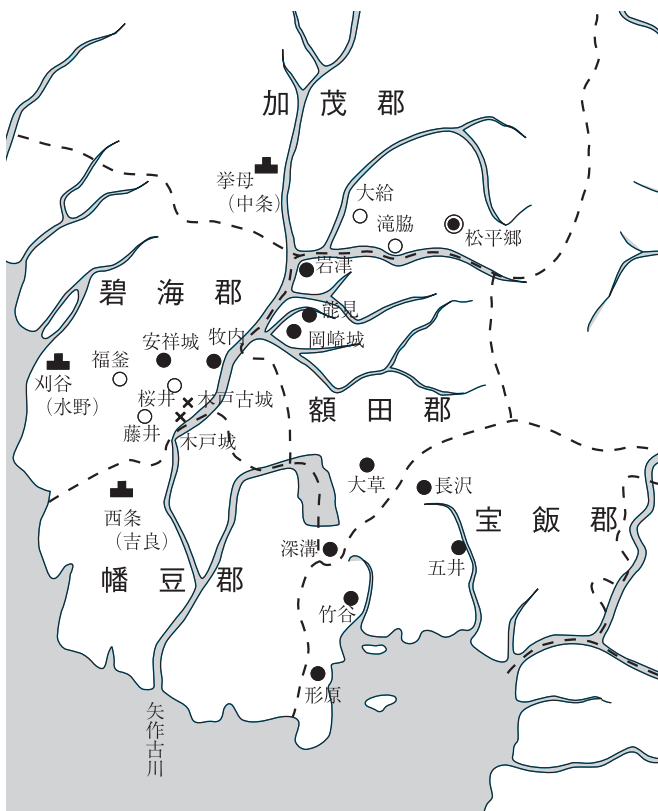 加茂郡
挙母
(中条)
大給
滝脇
松平郷
岩津
碧海郡
能見
岡崎城
安祥城
牧内
福釜
刈谷
(水野)
桜井
木戸古城
藤井
木戸城
額田郡
大草
長沢
西条
(吉良)
宝飯郡
深溝
五井
幡豆郡
竹谷
形原
矢作古川